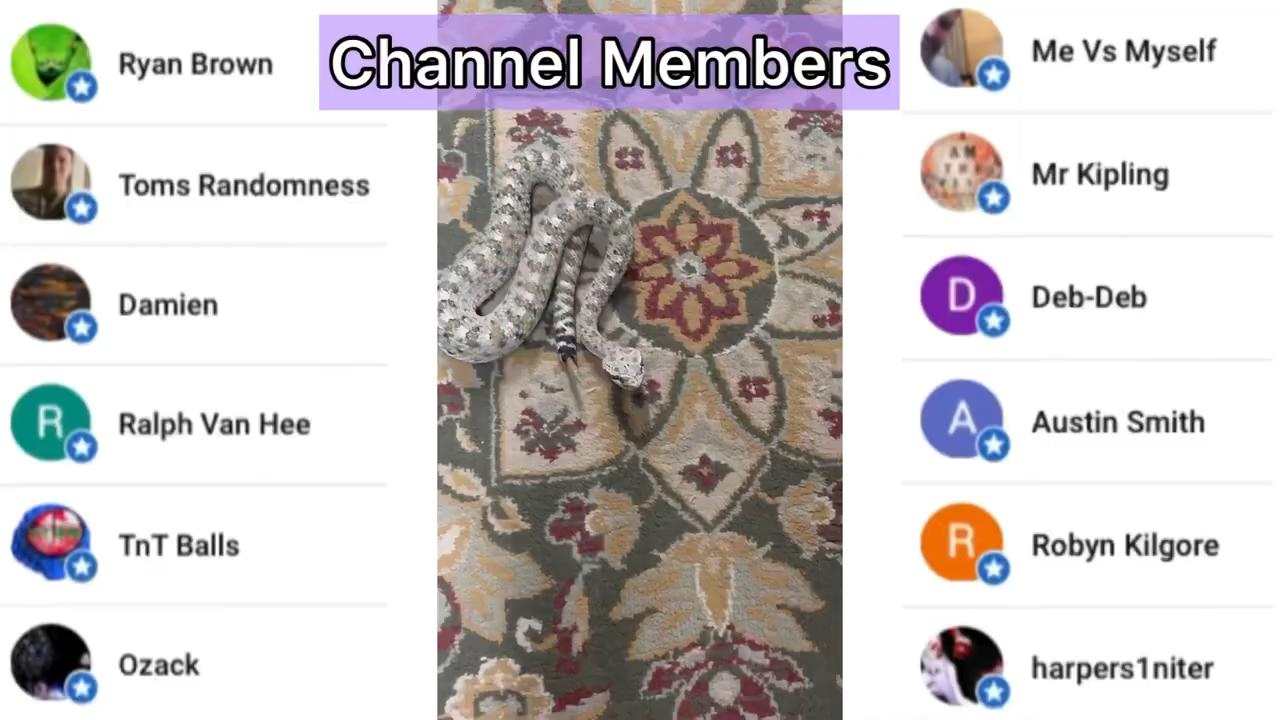 Channel Members
Ryan Brown
Toms Randomness
Damien
R
Ralph Van Hee
TnT Balls
Ozack
Me Vs Myself
Mr Kipling
D
Deb-Deb
A
Austin Smith
R
Robyn Kilgore
harpers1niter